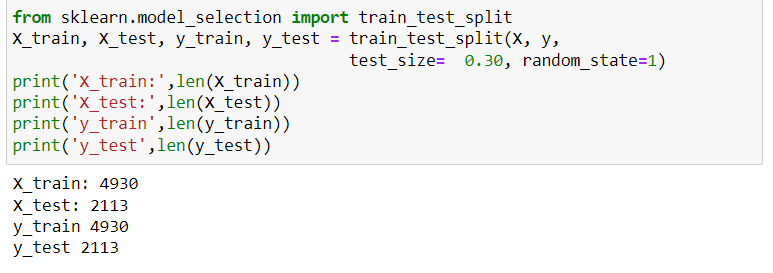 from sklearn.model_selection import train_test_split
X_train, X_test, y_train, y_test = train_test_split(X, y,
                              test_size=  0.30, random_state=1)
print('X_train:',len(X_train))
print('X_test:',len(X_test))
print('y_train',len(y_train))
print('y_test',len(y_test))
X_train: 4930
X_test: 2113
y_train 4930
y_test 2113